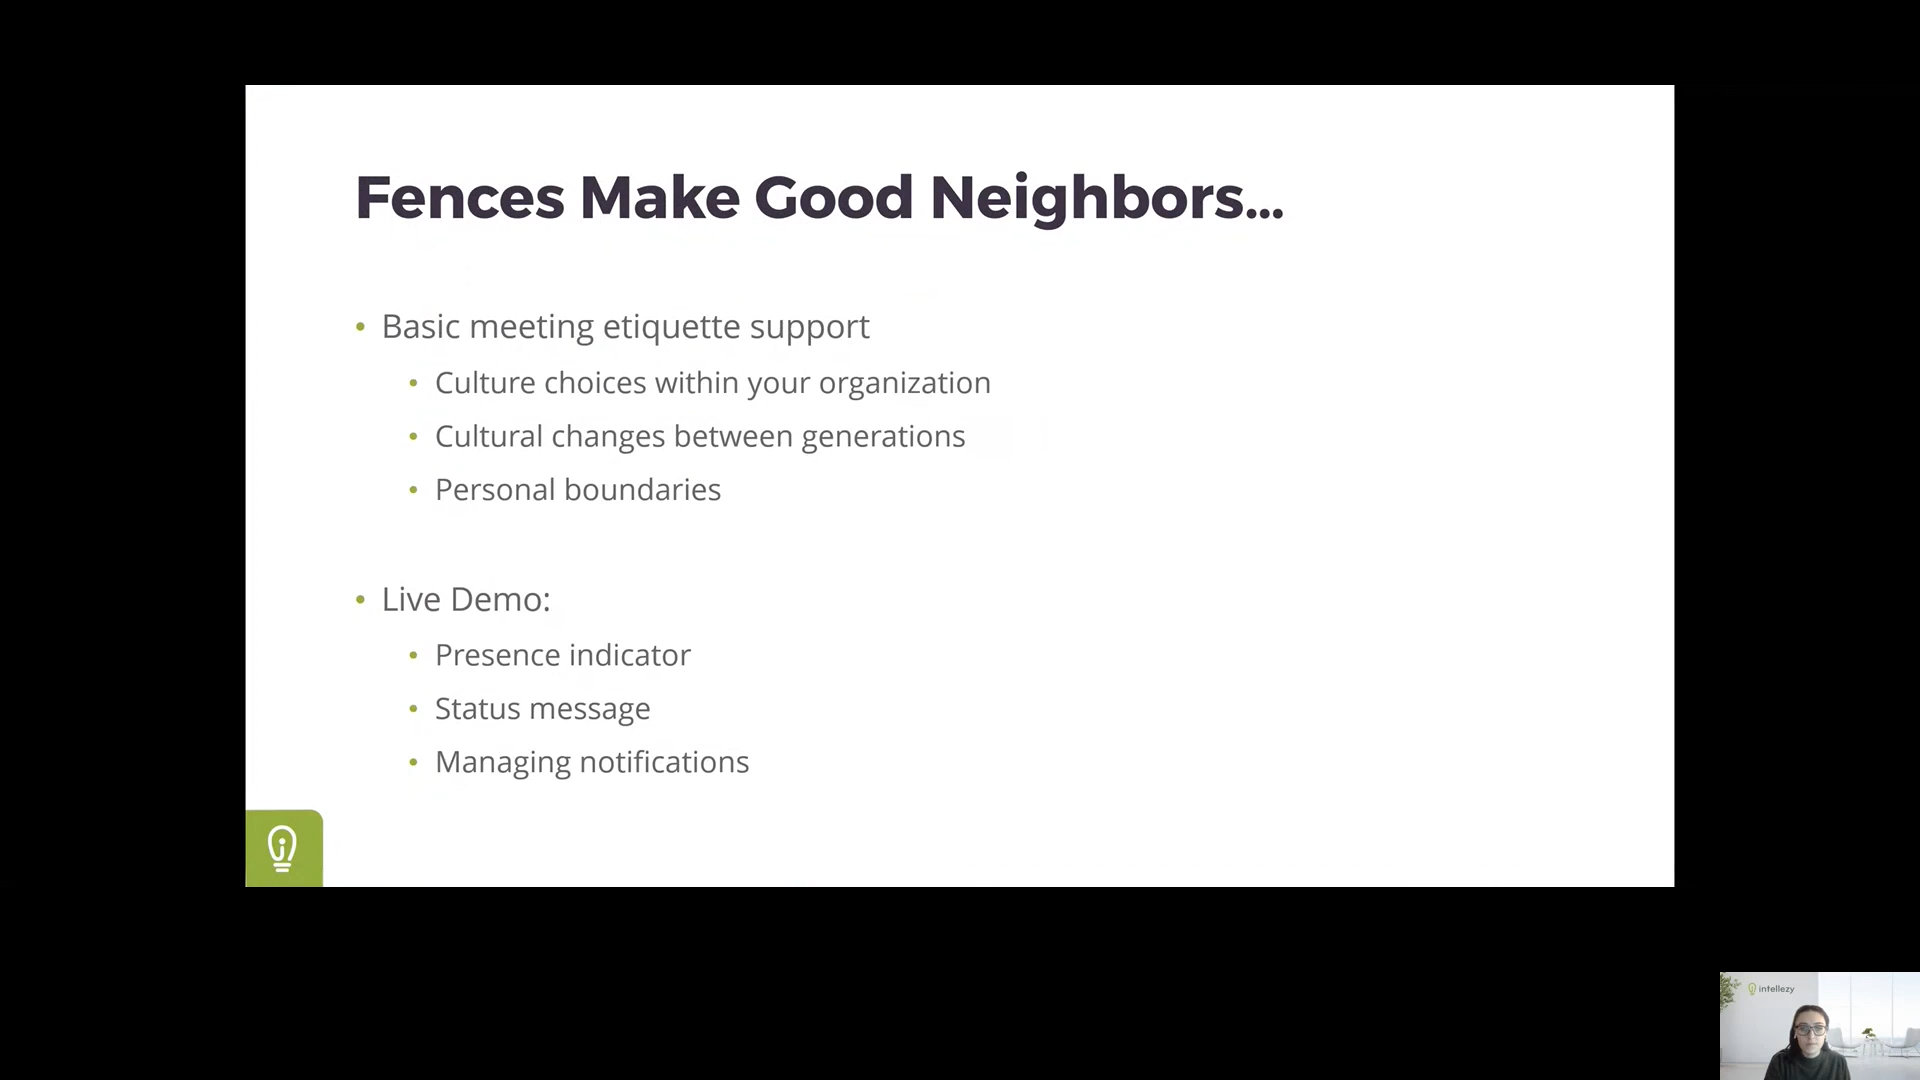 Fences Make Good Neighbors...
Basic meeting etiquette support
Culture choices within your organization
Cultural changes between generations
Personal boundaries
Live Demo:
Presence indicator
Status message
Managing notifications
intellezy